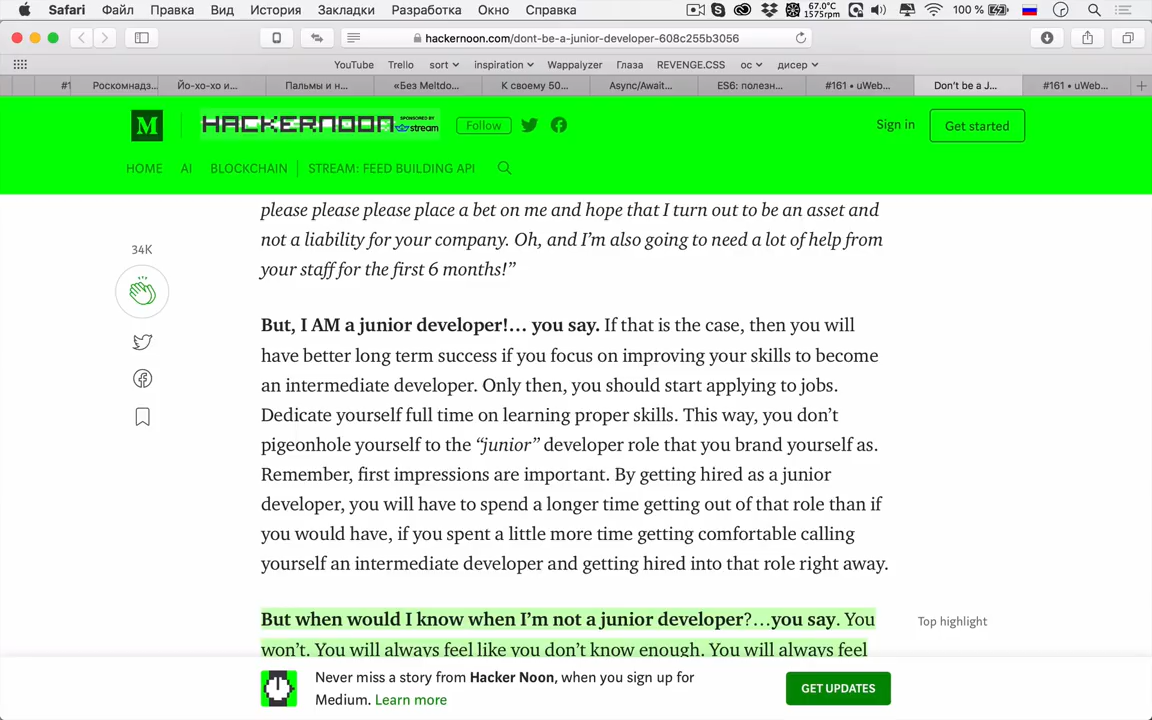 Safari Файл Правка Вид История Закладки Разработка Окно Справка 67.0°C 1575rpm 100 %
hackernoon.com/dont-be-a-junior-developer-608c255b3056
YouTube Trello sort inspiration Wappalyzer Глаза REVENGE.CSS ос дисер
#1 Роскомнадз... Йо-хо-хо и... Пальмы и н... «Без Meltdo... К своему 50... Async/Await... ES6: полезн... #161 • uWeb... Don't be a J... #161 • uWeb...
M HACKERNOON SPONSORED BY stream Follow Sign in Get started
HOME AI BLOCKCHAIN STREAM: FEED BUILDING API
please please please place a bet on me and hope that I turn out to be an asset and
not a liability for your company. Oh, and I'm also going to need a lot of help from
your staff for the first 6 months!”
34K
But, I AM a junior developer!… you say. If that is the case, then you will
have better long term success if you focus on improving your skills to become
an intermediate developer. Only then, you should start applying to jobs.
Dedicate yourself full time on learning proper skills. This way, you don’t
pigeonhole yourself to the “junior” developer role that you brand yourself as.
Remember, first impressions are important. By getting hired as a junior
developer, you will have to spend a longer time getting out of that role than if
you would have, if you spent a little more time getting comfortable calling
yourself an intermediate developer and getting hired into that role right away.
But when would I know when I’m not a junior developer?…you say. You
Top highlight
won’t. You will always feel like you don’t know enough. You will always feel
Never miss a story from Hacker Noon, when you sign up for
Medium. Learn more
GET UPDATES